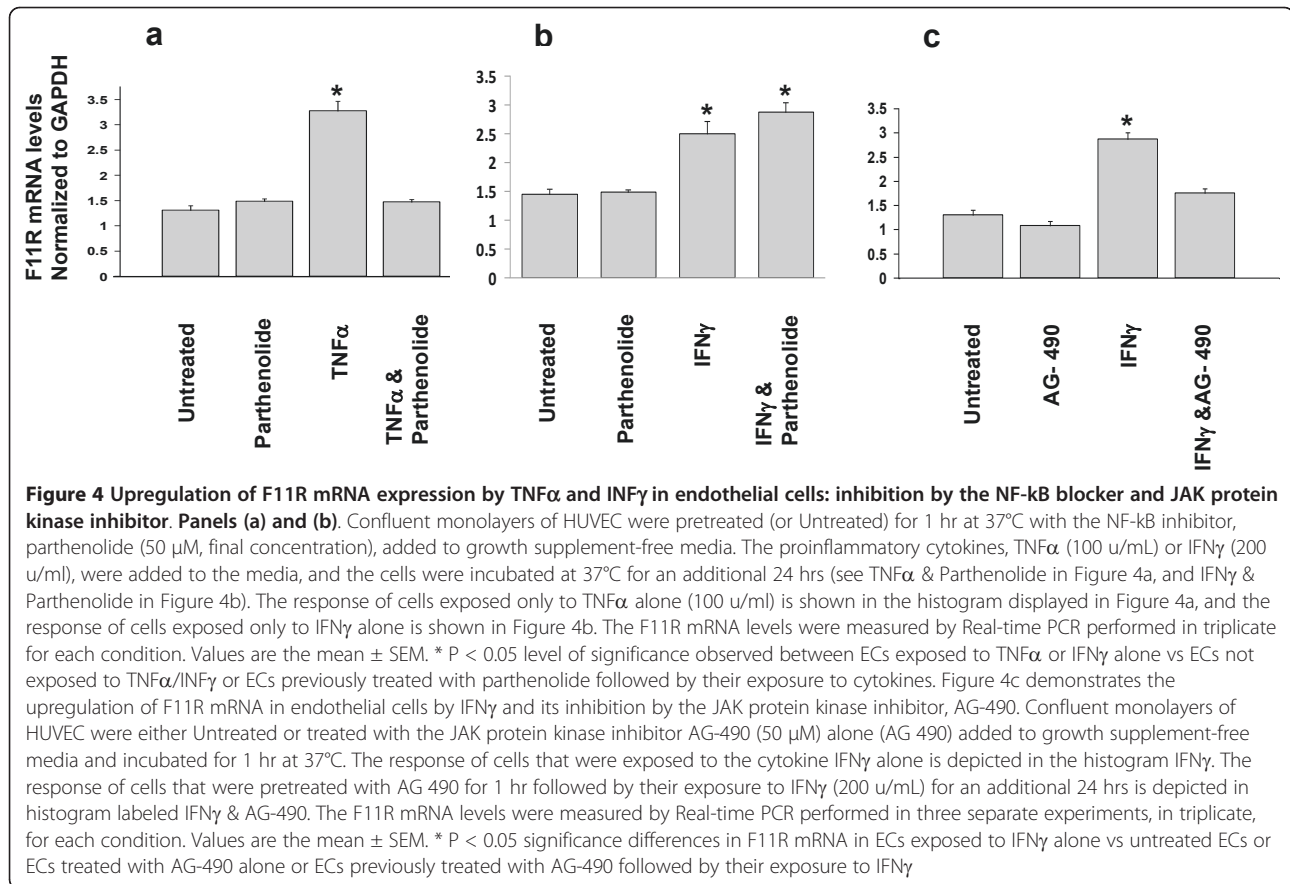 a
b
c
F11R mRNA levels
Normalized to GAPDH
3.5
3
2.5
2
1.5
1
0.5
0
*
Untreated
Parthenolide
TNFα
TNFα &
Parthenolide
3.5
3
2.5
2
1.5
1
0.5
0
*
*
Untreated
Parthenolide
IFNγ
IFNγ &
Parthenolide
3.5
3
2.5
2
1.5
1
0.5
0
*
Untreated
AG- 490
IFNγ
IFNγ &AG- 490
Figure 4 Upregulation of F11R mRNA expression by TNFα and INFγ in endothelial cells: inhibition by the NF-kB blocker and JAK protein
kinase inhibitor. Panels (a) and (b). Confluent monolayers of HUVEC were pretreated (or Untreated) for 1 hr at 37°C with the NF-kB inhibitor,
parthenolide (50 μM, final concentration), added to growth supplement-free media. The proinflammatory cytokines, TNFα (100 u/mL) or IFNγ (200
u/ml), were added to the media, and the cells were incubated at 37°C for an additional 24 hrs (see TNFα & Parthenolide in Figure 4a, and IFNγ &
Parthenolide in Figure 4b). The response of cells exposed only to TNFα alone (100 u/ml) is shown in the histogram displayed in Figure 4a, and the
response of cells exposed only to IFNγ alone is shown in Figure 4b. The F11R mRNA levels were measured by Real-time PCR performed in triplicate
for each condition. Values are the mean ± SEM. * P < 0.05 level of significance observed between ECs exposed to TNFα or IFNγ alone vs ECs not
exposed to TNFα/INFγ or ECs previously treated with parthenolide followed by their exposure to cytokines. Figure 4c demonstrates the
upregulation of F11R mRNA in endothelial cells by IFNγ and its inhibition by the JAK protein kinase inhibitor, AG-490. Confluent monolayers of
HUVEC were either Untreated or treated with the JAK protein kinase inhibitor AG-490 (50 μM) alone (AG 490) added to growth supplement-free
media and incubated for 1 hr at 37°C. The response of cells that were exposed to the cytokine IFNγ alone is depicted in the histogram IFNγ. The
response of cells that were pretreated with AG 490 for 1 hr followed by their exposure to IFNγ (200 u/mL) for an additional 24 hrs is depicted in
histogram labeled IFNγ & AG-490. The F11R mRNA levels were measured by Real-time PCR performed in three separate experiments, in triplicate,
for each condition. Values are the mean ± SEM. * P < 0.05 significance differences in F11R mRNA in ECs exposed to IFNγ alone vs untreated ECs or
ECs treated with AG-490 alone or ECs previously treated with AG-490 followed by their exposure to IFNγ